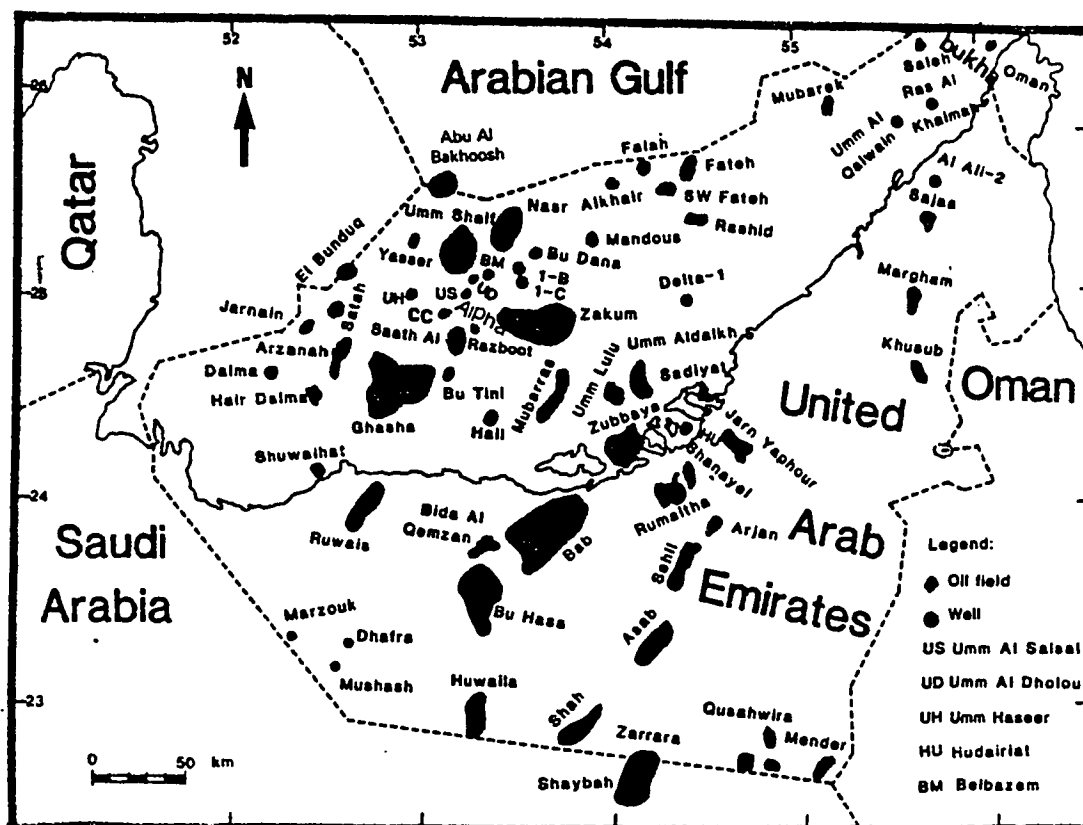 52
53
54
55
26
N
Arabian Gulf
Qatar
Abu Al
Bakhoosh
Falah
Fateh
Mubarek
Saleh
bukha
Oman
Ras Al
Khaimah
Umm Al
Qaiwain
Al Ali-2
Sajaa
Umm Shaif
Nasr
Alkhair
SW Fateh
Rashid
El Bunduq
Yasser
BM
Bu Dana
Mandous
1-B
1-C
Delta-1
Margham
Jarnain
Satah
UH
US
UD
CC
Alpha
Zakum
Arzanah
Saath Al
Razboot
Umm Aldalkh
Khusub
Dalma
Hair Dalma
Bu Tini
Mubarraz
Umm Lulu
Sadiyat
United
Oman
Ghasha
Hail
Zubbaya
HU
Jarn Yaphour
Shuwaihat
Shanayel
24
Ruwais
Bida Al
Qemzan
Bab
Rumaitha
Arjan
Arab
Saudi
Arabia
Sahil
Emirates
Bu Hasa
Asab
Marzouk
Dhafra
Mushash
23
Huwaila
Shah
Zarrara
Qusahwira
Mender
Shaybah
0
50
km
Legend:
Oil field
Well
US Umm Al Salsal
UD Umm Al Dholou
UH Umm Haseer
HU Hudairiat
BM Belbazem